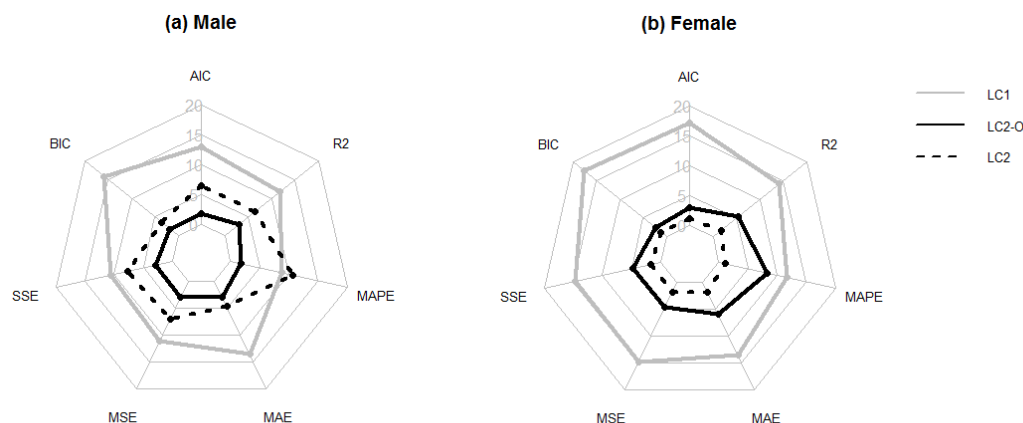 (a) Male
(b) Female
AIC
20
15
10
5
0
BIC
R2
SSE
MAPE
MSE
MAE
AIC
20
15
10
5
0
BIC
R2
SSE
MAPE
MSE
MAE
LC1
LC2-O
LC2